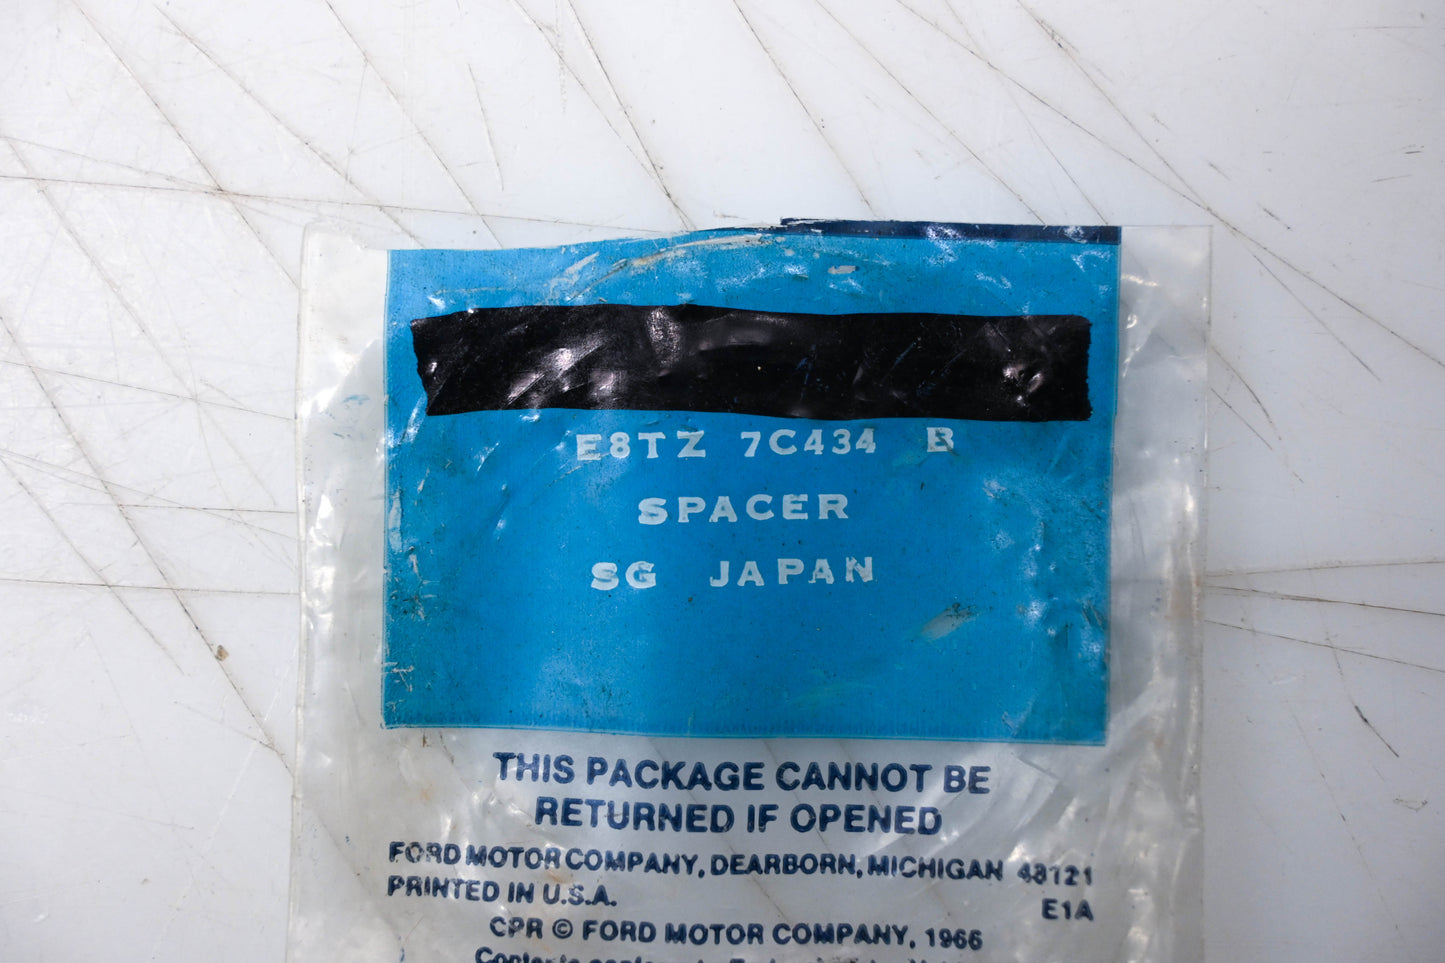 E8TZ 7C434 B
SPACER
SG JAPAN
THIS PACKAGE CANNOT BE
RETURNED IF OPENED
FORD MOTOR COMPANY, DEARBORN, MICHIGAN 48121
PRINTED IN U.S.A.
E1A
CPR © FORD MOTOR COMPANY, 1966
Contents